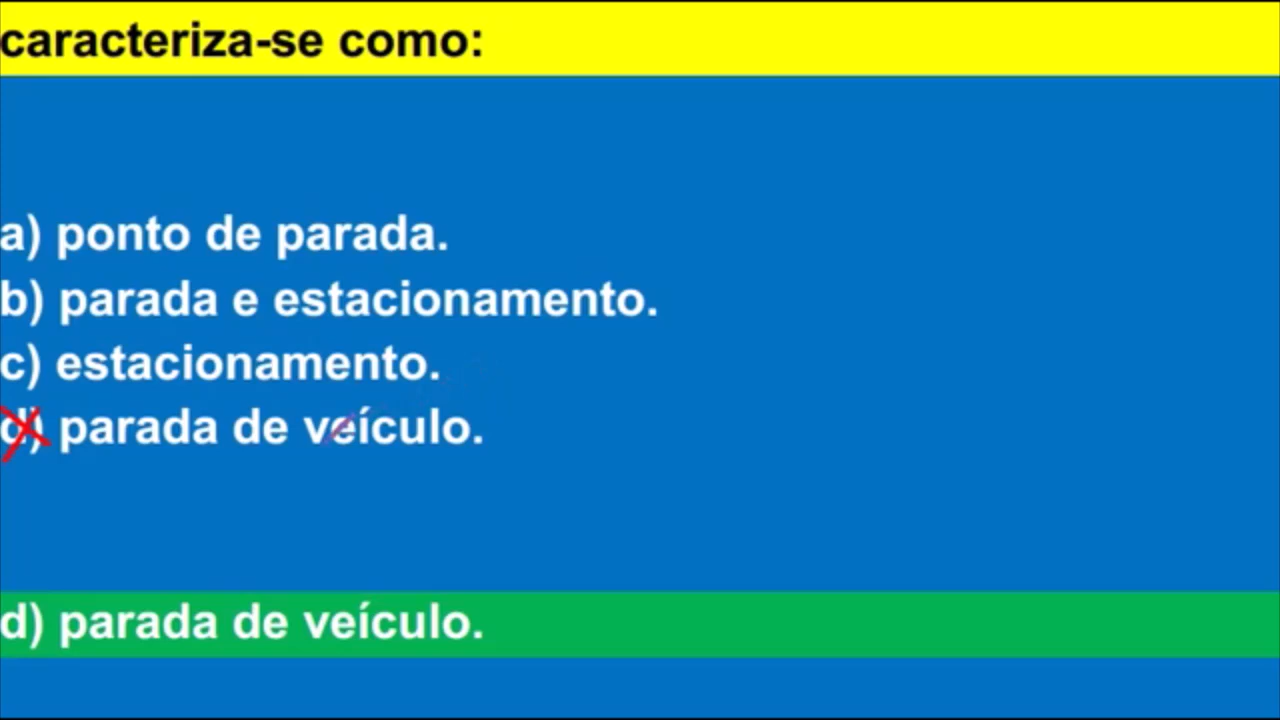 caracteriza-se como:
a) ponto de parada.
b) parada e estacionamento.
c) estacionamento.
d) parada de veículo.
d) parada de veículo.